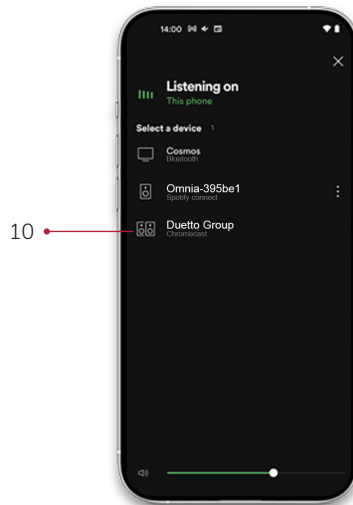 14:00
Listening on
This phone
Select a device
Cosmos
Bluetooth
Omnia-395be1
Spotify connect
Duetto Group
Chromecast
10